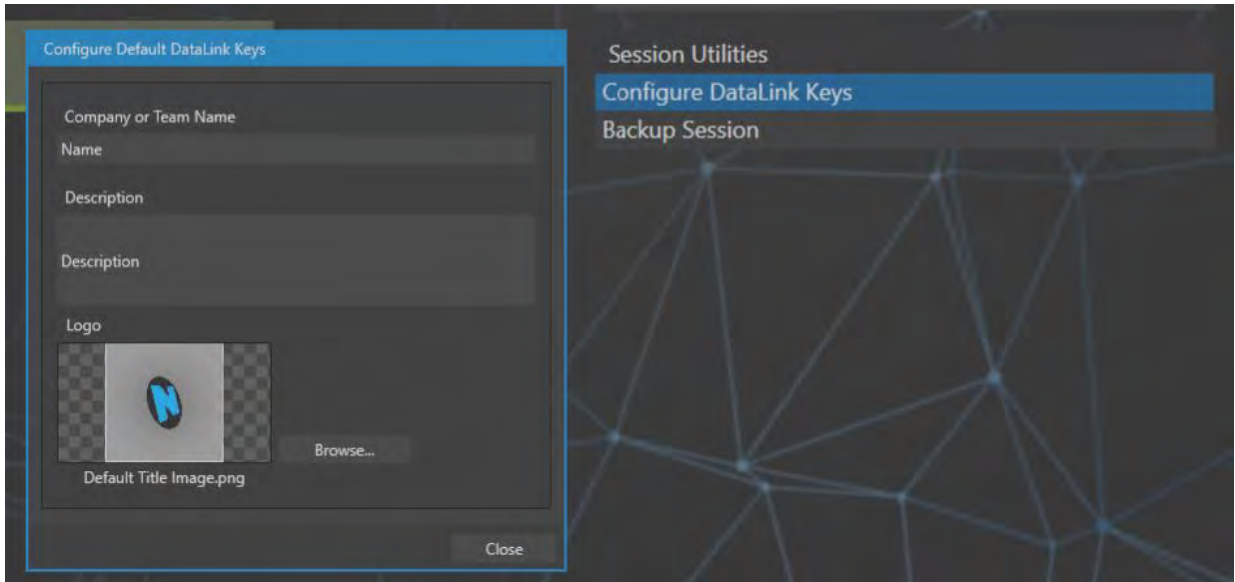 Configure Default DataLink Keys
Company or Team Name
Name
Description
Description
Logo
N
Default Title Image.png
Browse...
Close
Session Utilities
Configure DataLink Keys
Backup Session